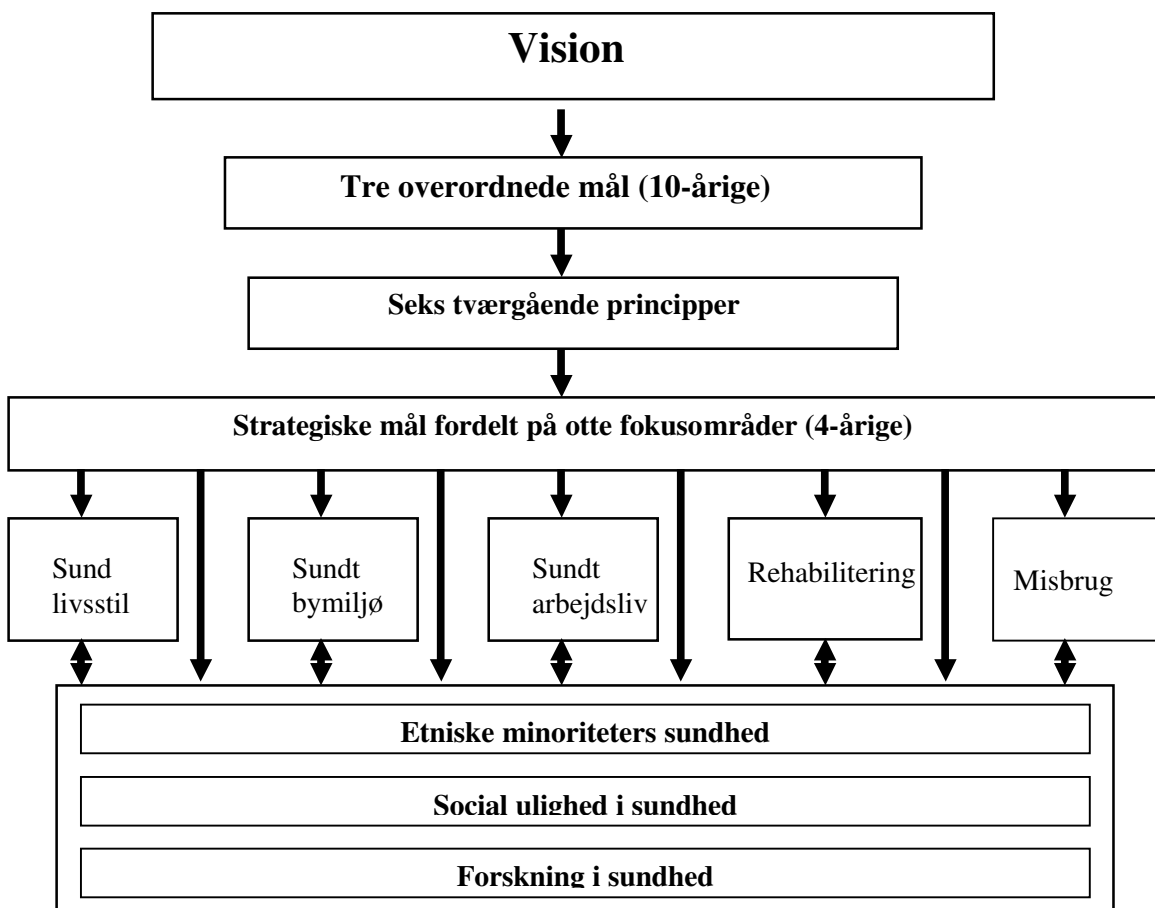 Vision
Tre overordnede mål (10-årige)
Seks tværgående principper
Strategiske mål fordelt på otte fokusområder (4-årige)
Sund
livsstil
Sundt
bymiljø
Sundt
arbejdsliv
Rehabilitering
Misbrug
Etniske minoriteters sundhed
Social ulighed i sundhed
Forskning i sundhed